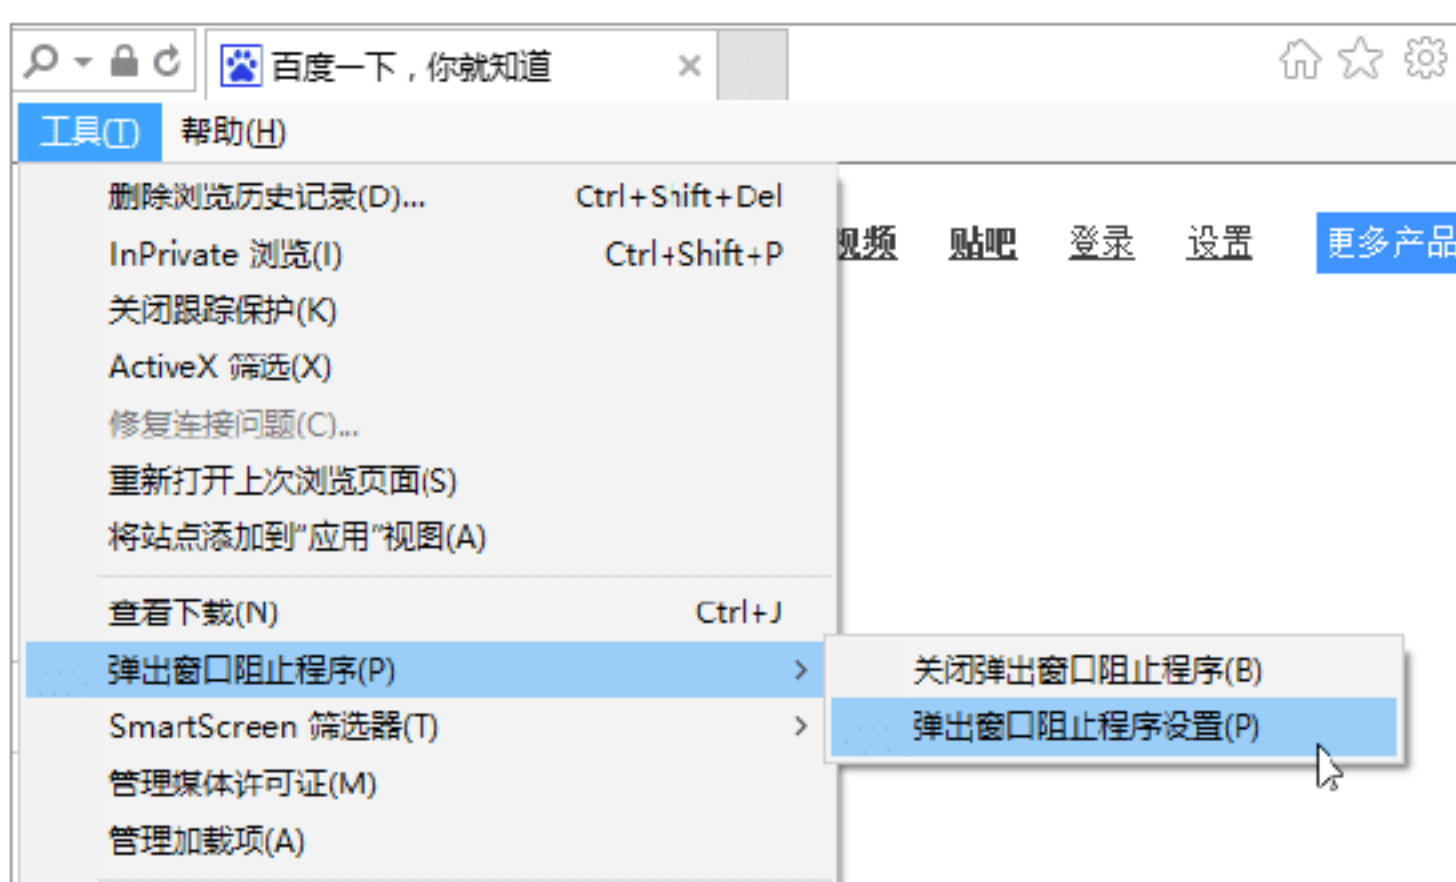 百度一下，你就知道
工具(T) 帮助(H)
删除浏览历史记录(D)... Ctrl+Shift+Del
InPrivate 浏览(I) Ctrl+Shift+P
关闭跟踪保护(K)
ActiveX 筛选(X)
修复连接问题(C)...
重新打开上次浏览页面(S)
将站点添加到“应用”视图(A)
查看下载(N) Ctrl+J
弹出窗口阻止程序(P)
SmartScreen 筛选器(T)
管理媒体许可证(M)
管理加载项(A)
视频 贴吧 登录 设置 更多产品
关闭弹出窗口阻止程序(B)
弹出窗口阻止程序设置(P)